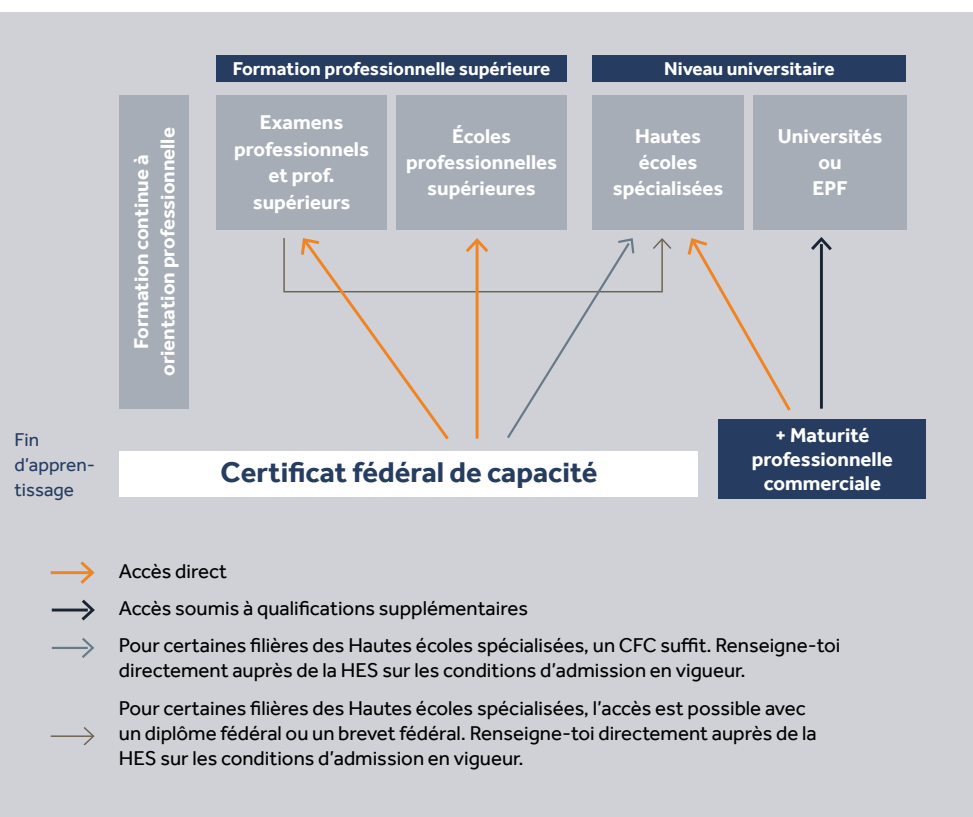 Formation professionnelle supérieure
Niveau universitaire
Formation continue à
orientation professionnelle
Examens
professionnels
et prof.
supérieurs
Écoles
professionnelles
supérieures
Hautes
écoles
spécialisées
Universités
ou
EPF
Fin
d'appren-
tissage
Certificat fédéral de capacité
+ Maturité
professionnelle
commerciale
Accès direct
Accès soumis à qualifications supplémentaires
Pour certaines filières des Hautes écoles spécialisées, un CFC suffit. Renseigne-toi
directement auprès de la HES sur les conditions d'admission en vigueur.
Pour certaines filières des Hautes écoles spécialisées, l'accès est possible avec
un diplôme fédéral ou un brevet fédéral. Renseigne-toi directement auprès de la
HES sur les conditions d'admission en vigueur.